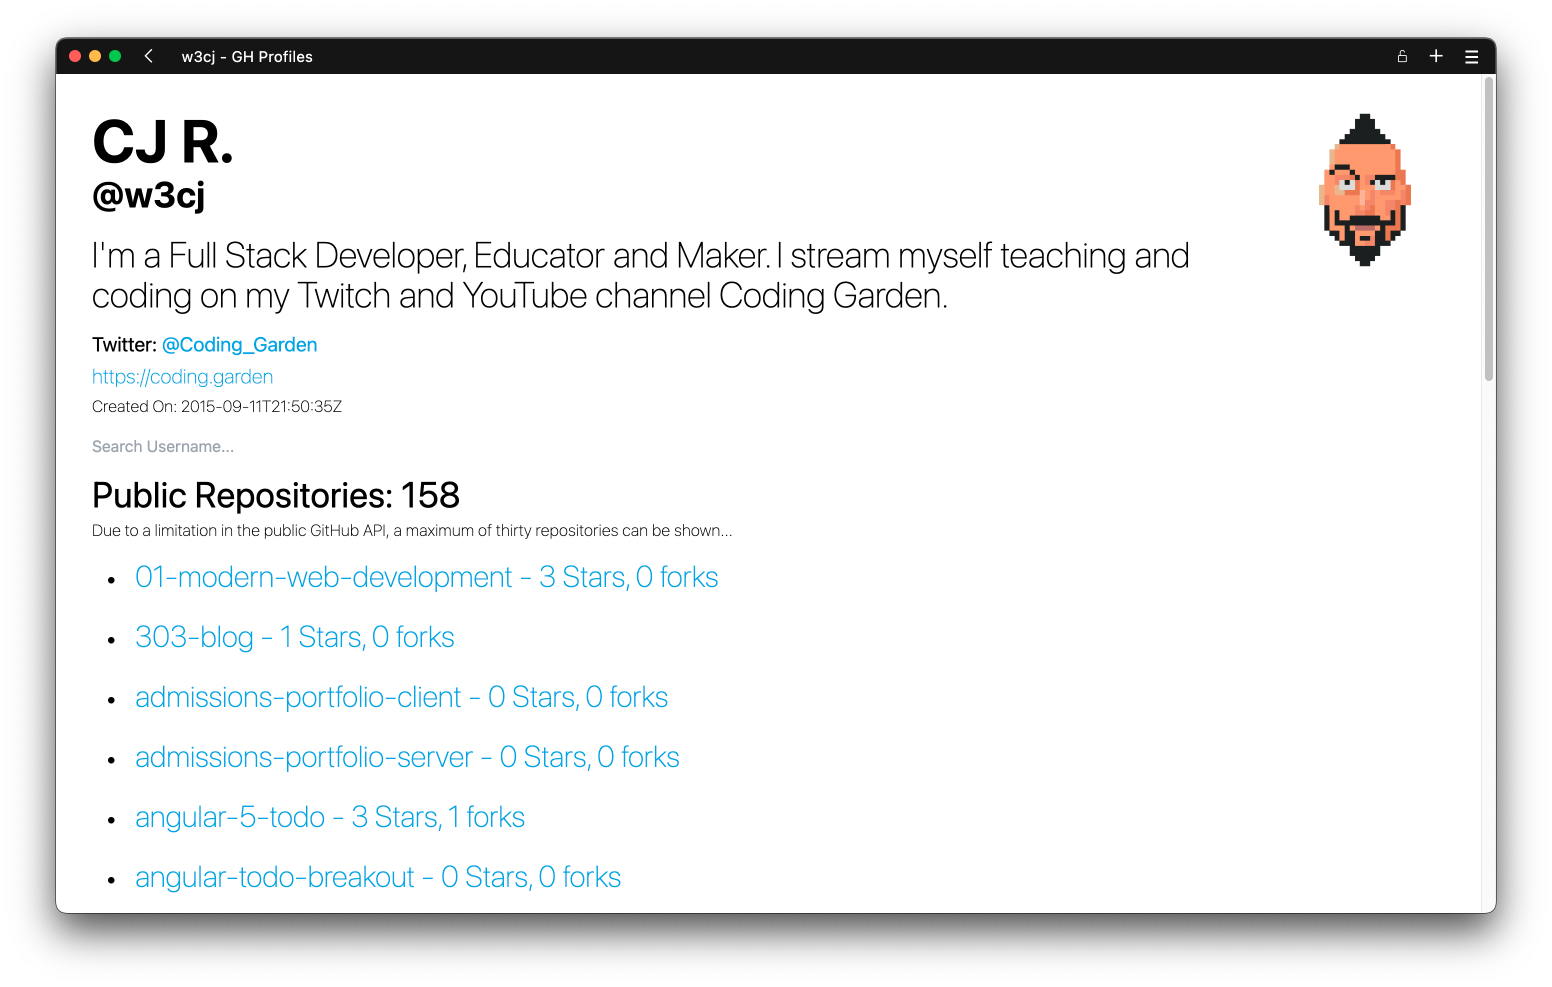 w3cj - GH Profiles
CJ R.
@w3cj
I'm a Full Stack Developer, Educator and Maker. I stream myself teaching and
coding on my Twitch and YouTube channel Coding Garden.
Twitter: @Coding_Garden
https://coding.garden
Created On: 2015-09-11T21:50:35Z
Search Username...
Public Repositories: 158
Due to a limitation in the public GitHub API, a maximum of thirty repositories can be shown...
• 01-modern-web-development - 3 Stars, 0 forks
• 303-blog - 1 Stars, 0 forks
• admissions-portfolio-client - 0 Stars, 0 forks
• admissions-portfolio-server - 0 Stars, 0 forks
• angular-5-todo - 3 Stars, 1 forks
• angular-todo-breakout - 0 Stars, 0 forks